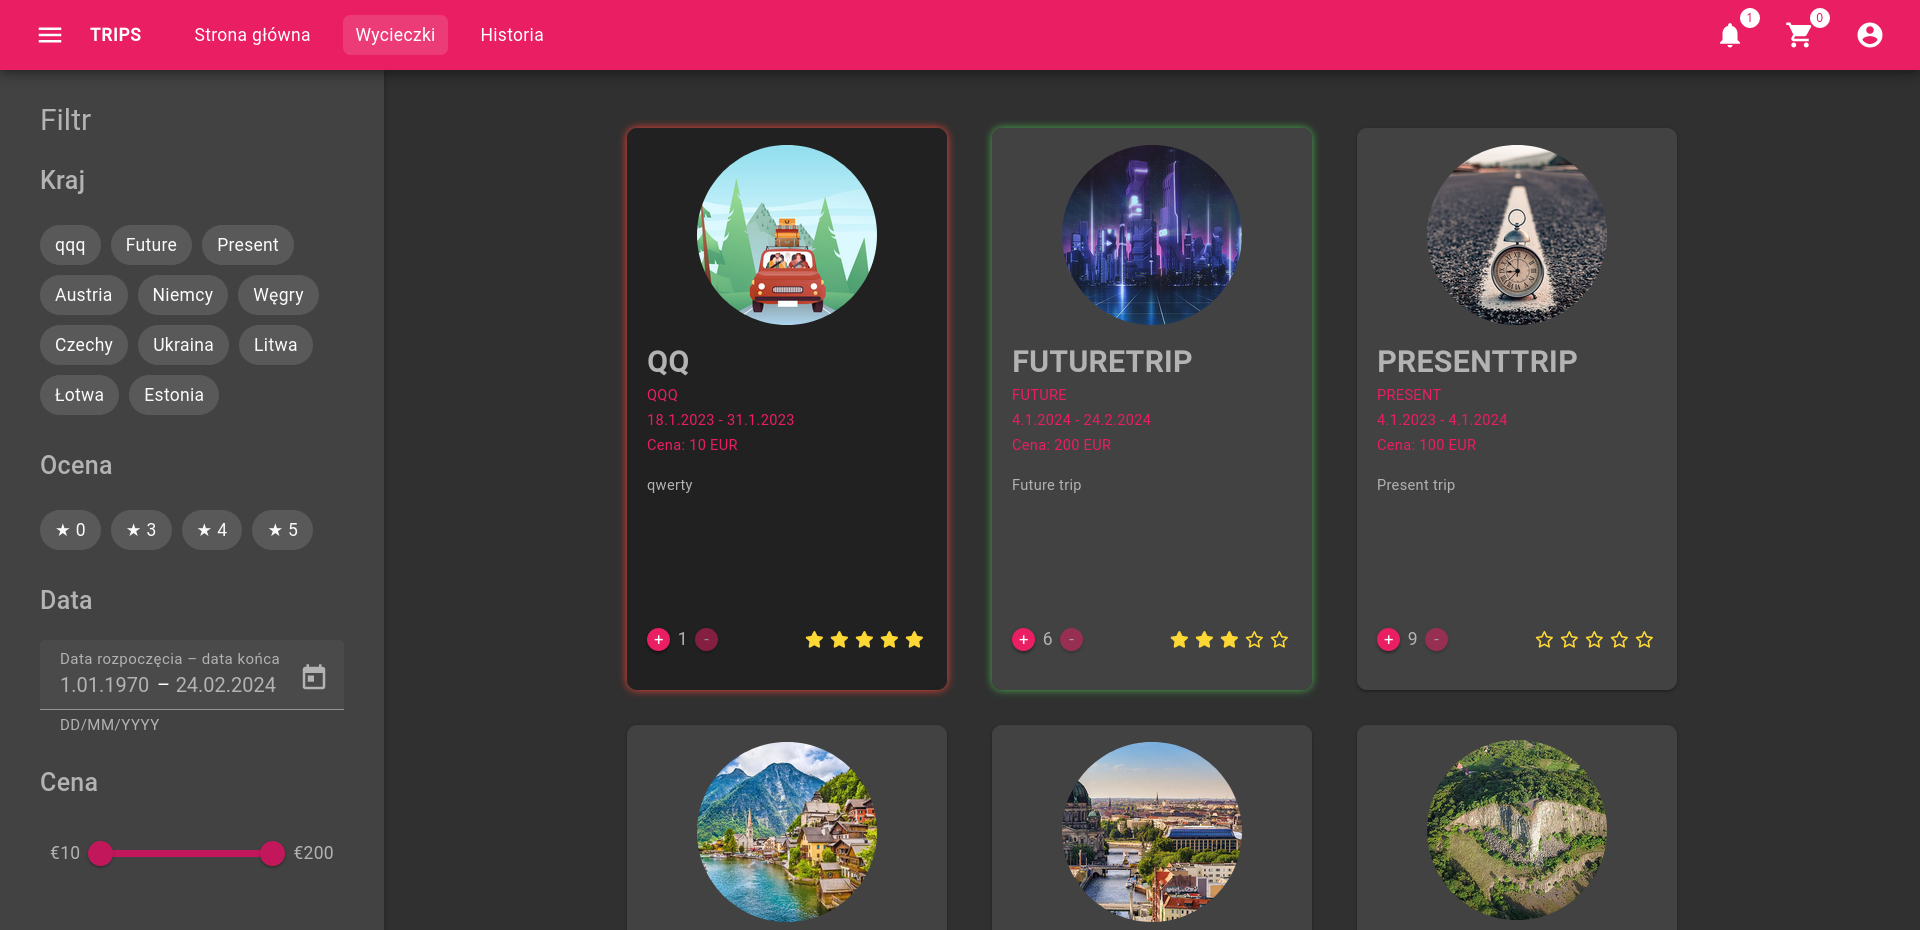 TRIPS Strona główna Wycieczki Historia 1 0
Filtr
Kraj
qqq Future Present
Austria Niemcy Węgry
Czechy Ukraina Litwa
Łotwa Estonia
Ocena
★ 0 ★ 3 ★ 4 ★ 5
Data
Data rozpoczęcia – data końca
1.01.1970 – 24.02.2024
DD/MM/YYYY
Cena
€10 €200
QQ
QQQ
18.1.2023 - 31.1.2023
Cena: 10 EUR
qwerty
+ 1 -
FUTURETRIP
FUTURE
4.1.2024 - 24.2.2024
Cena: 200 EUR
Future trip
+ 6 -
PRESENTTRIP
PRESENT
4.1.2023 - 4.1.2024
Cena: 100 EUR
Present trip
+ 9 -